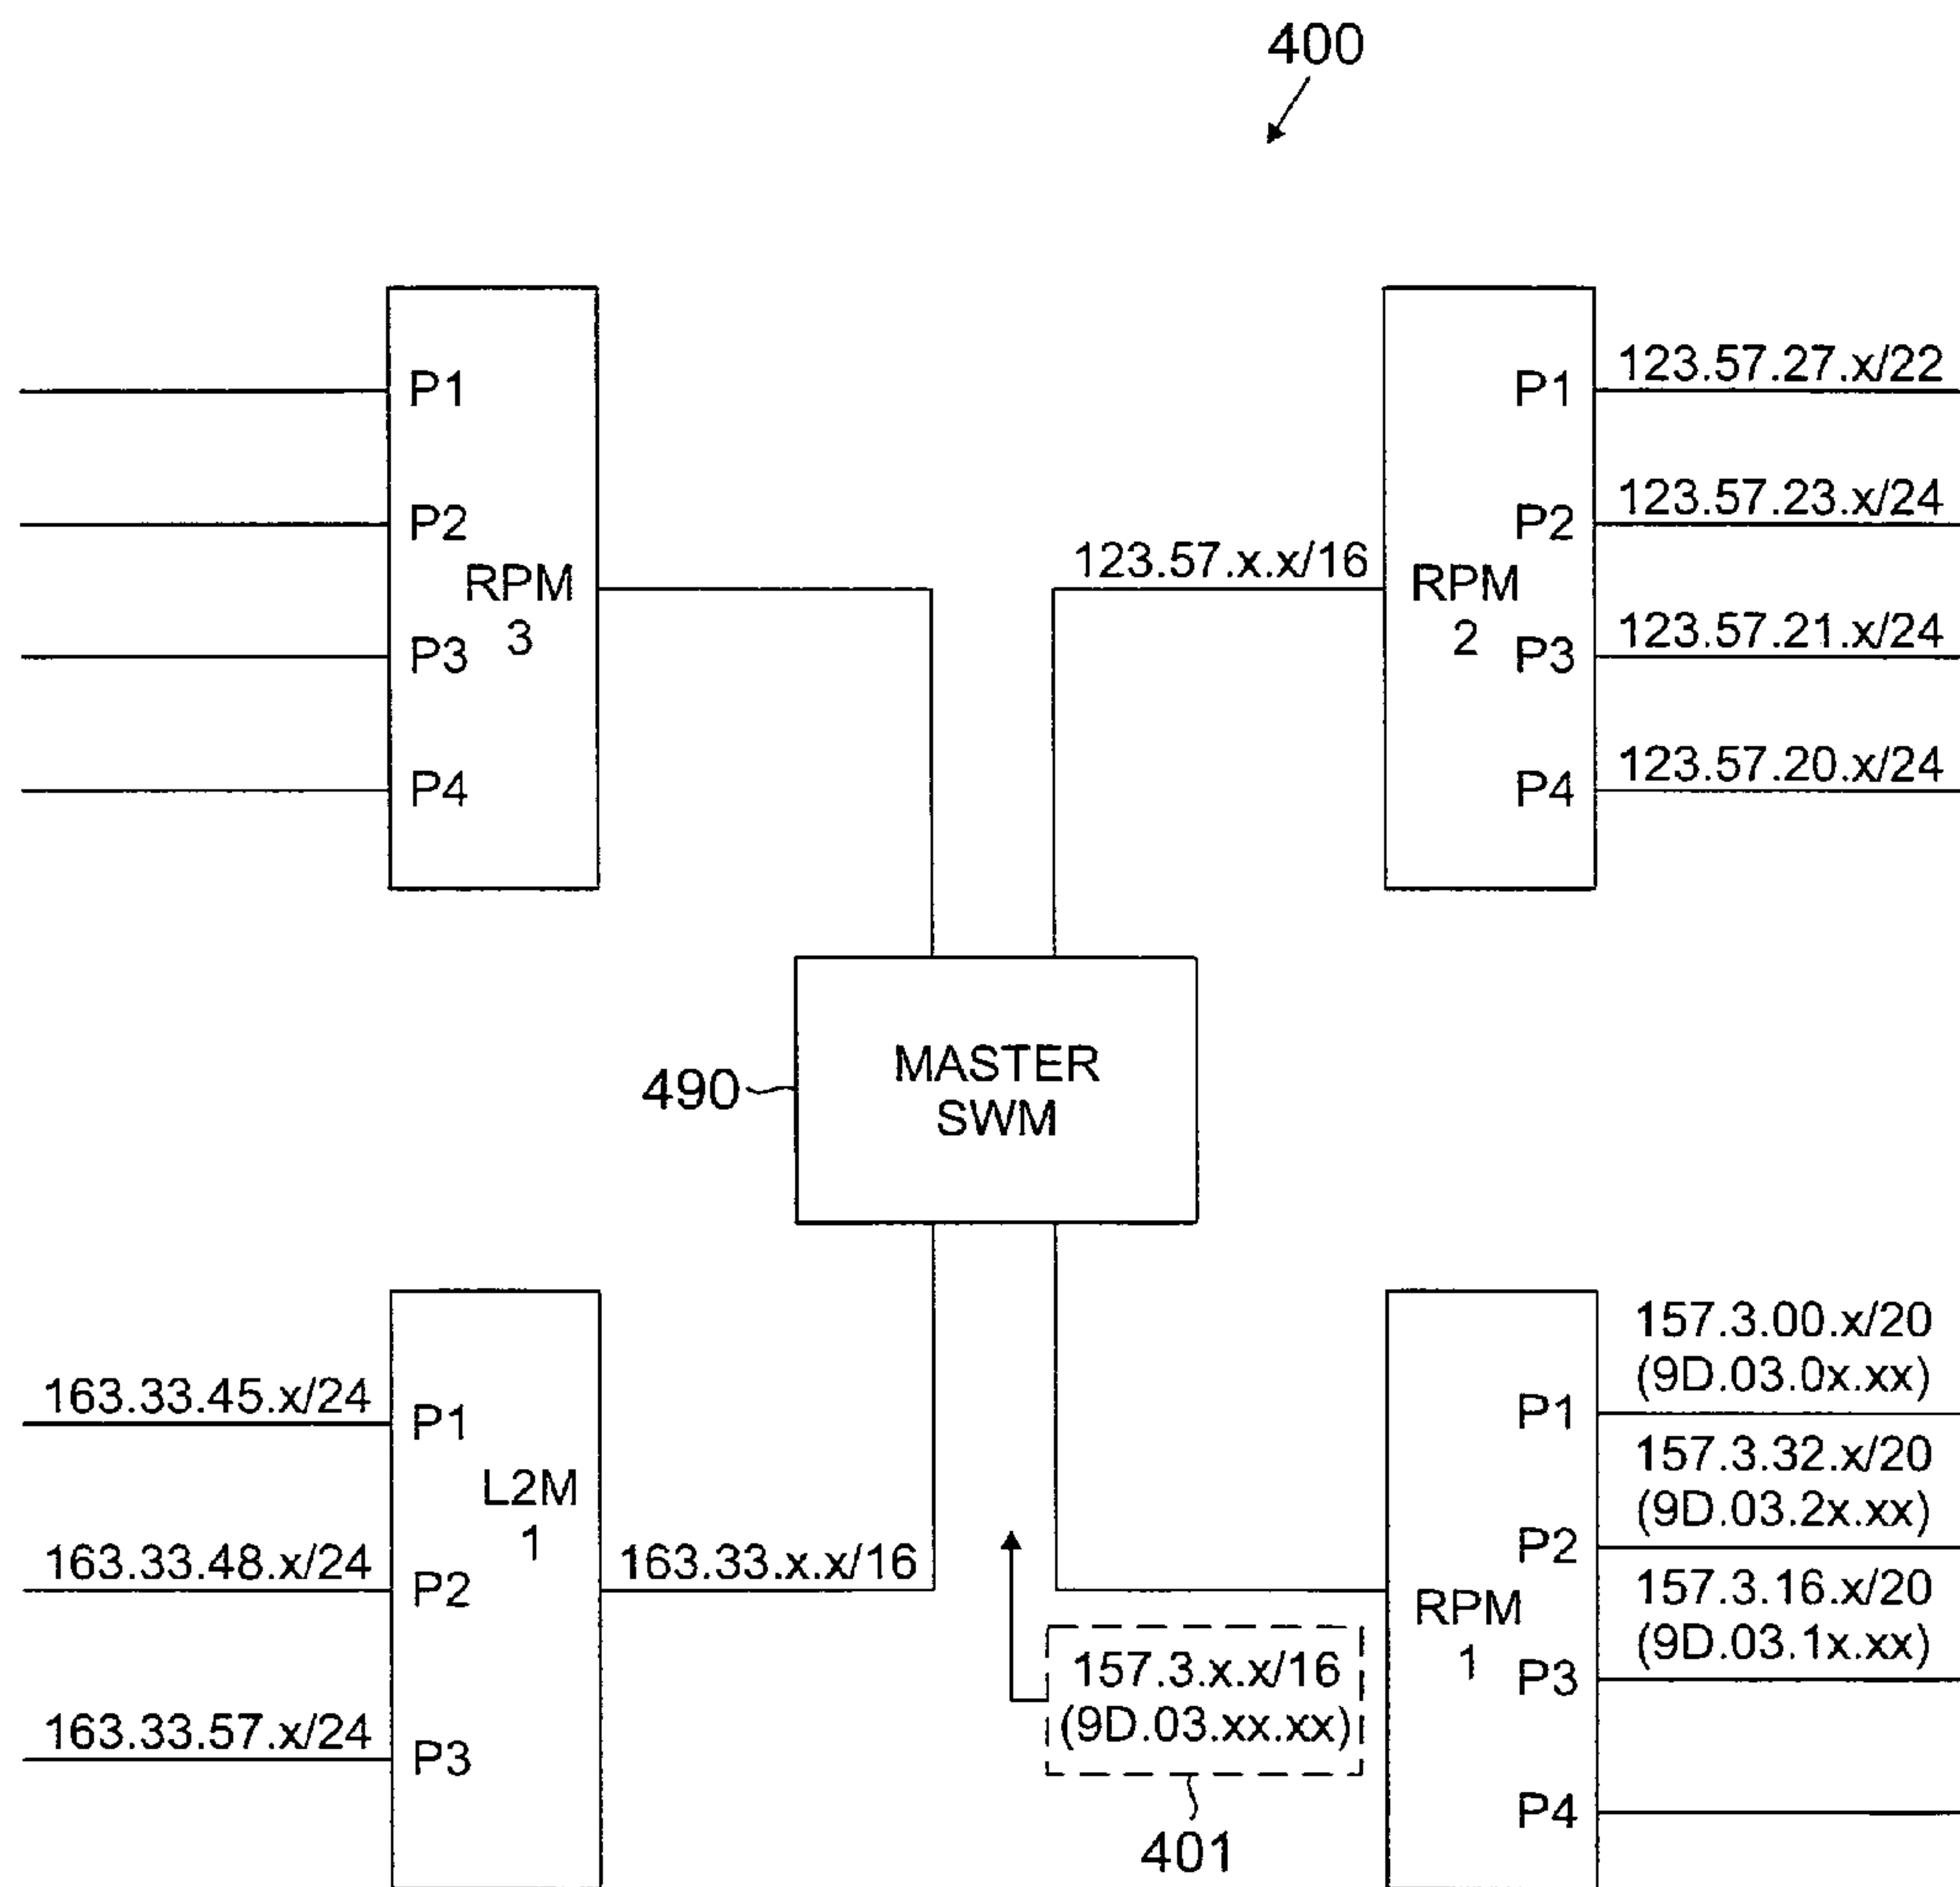 400
P1
P2
RPM
3
P3
P4
123.57.x.x/16
P1
123.57.27.x/22
P2
123.57.23.x/24
RPM
2
P3
123.57.21.x/24
P4
123.57.20.x/24
490
MASTER
SWM
163.33.45.x/24
P1
L2M
1
163.33.48.x/24
P2
163.33.x.x/16
163.33.57.x/24
P3
157.3.x.x/16
(9D.03.xx.xx)
401
157.3.00.x/20
(9D.03.0x.xx)
P1
157.3.32.x/20
(9D.03.2x.xx)
P2
157.3.16.x/20
(9D.03.1x.xx)
RPM
1
P3
P4